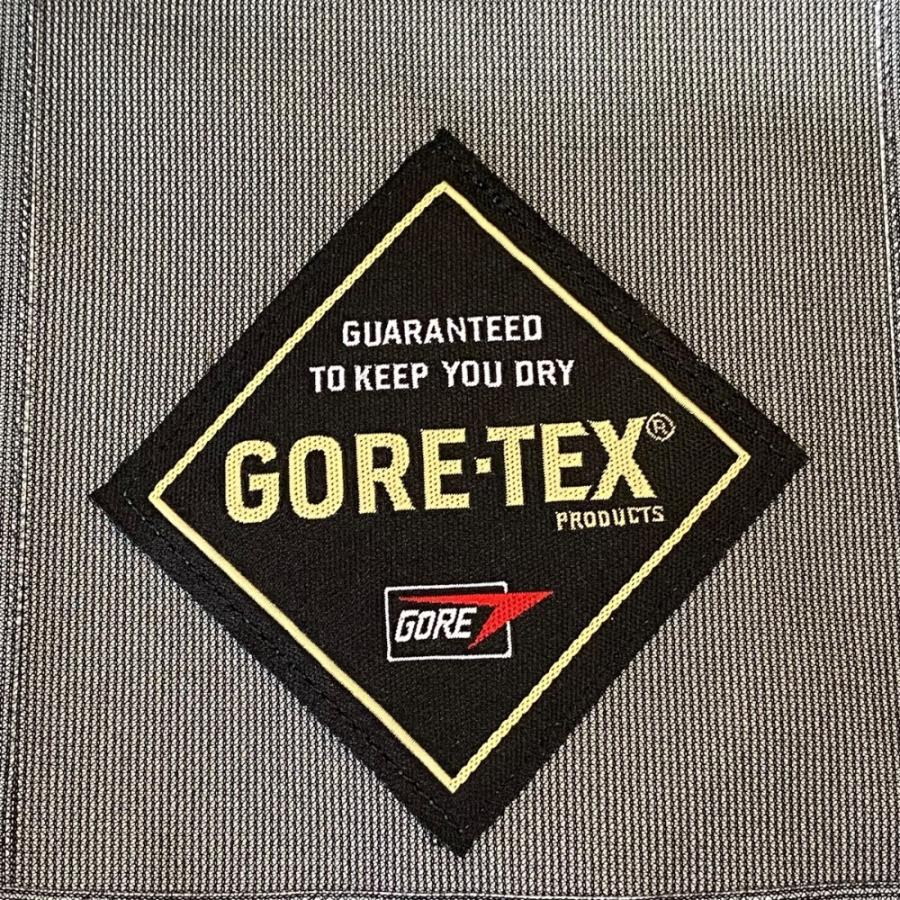 GUARANTEED
TO KEEP YOU DRY
GORE-TEX®
PRODUCTS
GORE